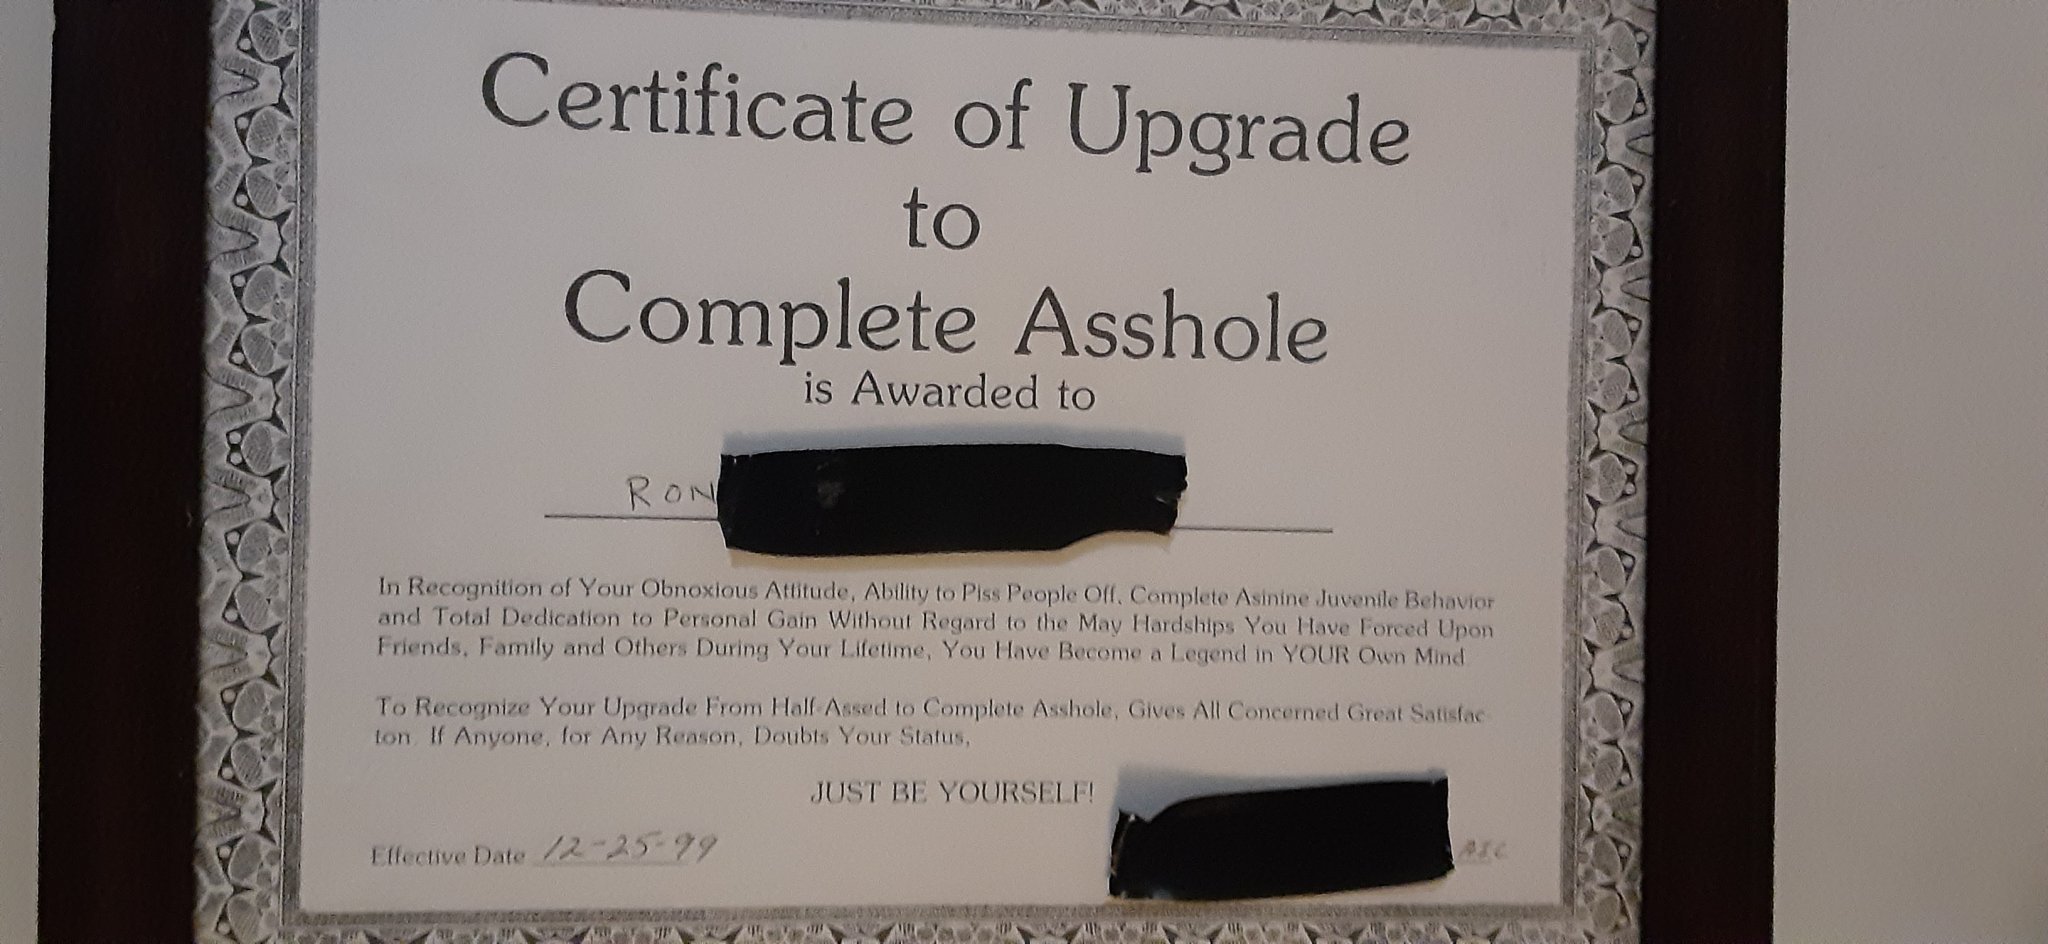 Certificate of Upgrade
to
Complete Asshole
is Awarded to
RON
In Recognition of Your Obnoxious Attitude, Ability to Piss People Off, Complete Asinine Juvenile Behavior
and Total Dedication to Personal Gain Without Regard to the May Hardships You Have Forced Upon
Friends, Family and Others During Your Lifetime, You Have Become a Legend in YOUR Own Mind
To Recognize Your Upgrade From Half-Assed to Complete Asshole, Gives All Concerned Great Satisfac-
ton. If Anyone, for Any Reason, Doubts Your Status,
JUST BE YOURSELF!
Effective Date 12-25-99